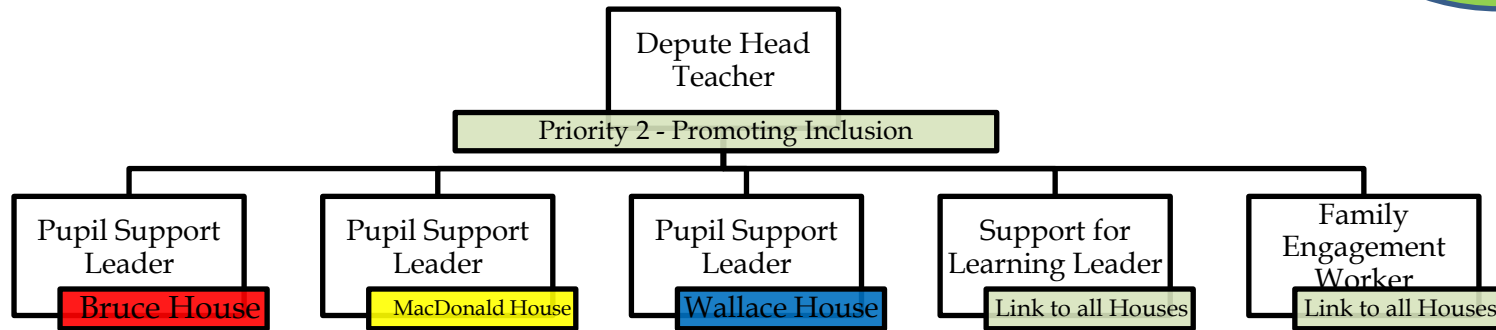 Depute Head
Teacher
Priority 2 - Promoting Inclusion
Pupil Support
Leader
Bruce House
Pupil Support
Leader
MacDonald House
Pupil Support
Leader
Wallace House
Support for
Learning Leader
Link to all Houses
Family
Engagement
Worker
Link to all Houses